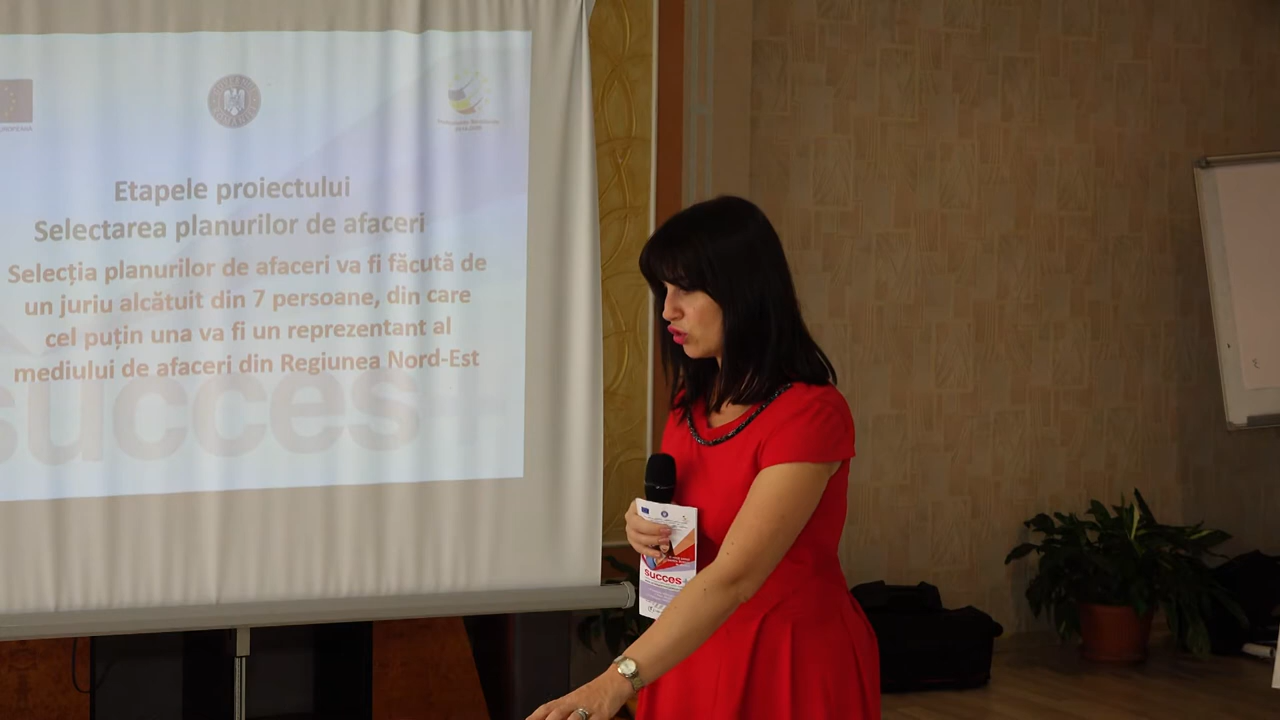 Etapele proiectului
Selectarea planurilor de afaceri
Selecția planurilor de afaceri va fi făcută de
un juriu alcătuit din 7 persoane, din care
cel puțin una va fi un reprezentant al
mediului de afaceri din Regiunea Nord-Est
succes+
succes+